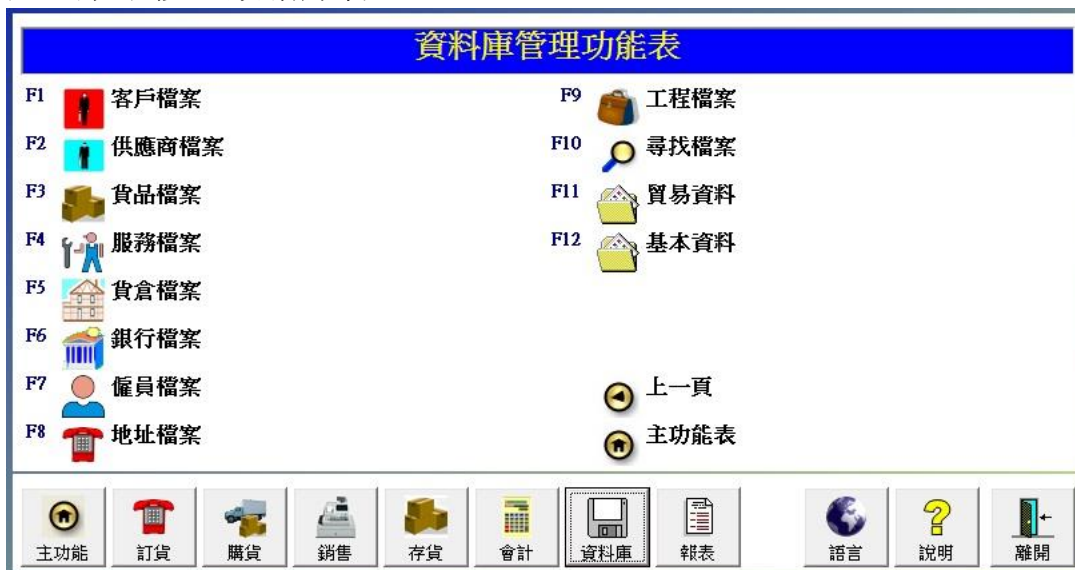 資料庫管理功能表
F1 客戶檔案
F2 供應商檔案
F3 貨品檔案
F4 服務檔案
F5 貨倉檔案
F6 銀行檔案
F7 僱員檔案
F8 地址檔案
F9 工程檔案
F10 尋找檔案
F11 貿易資料
F12 基本資料
上一頁
主功能表
主功能 訂貨 購貨 銷售 存貨 會計 資料庫 報表 語言 說明 離開